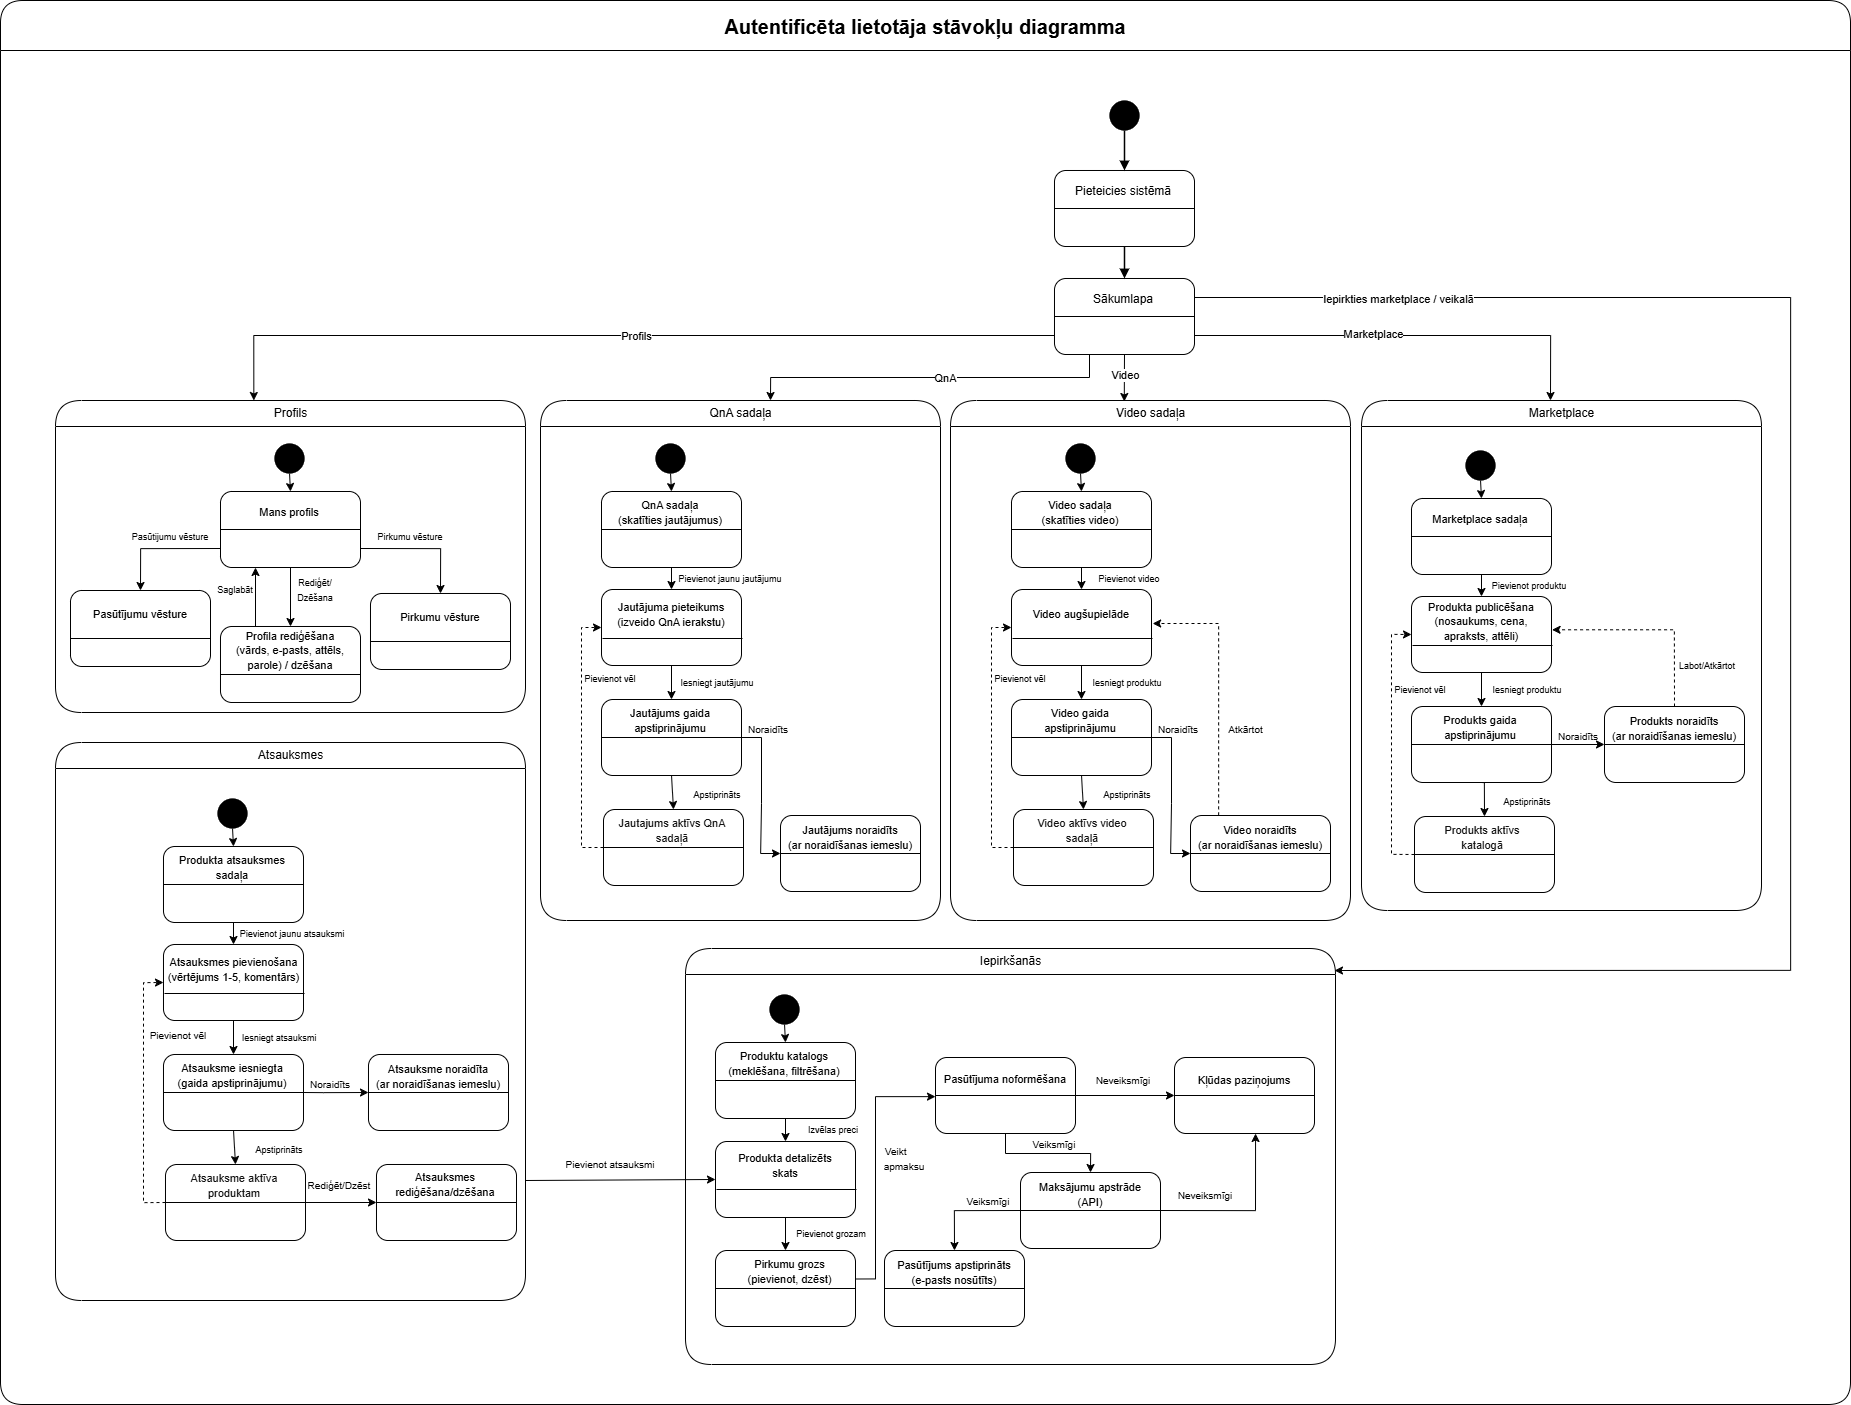 Autentificēta lietotāja stāvokļu diagramma
Pieteicies sistēmā
Sākumlapa
Iepirkties marketplace / veikalā
Profils
Marketplace
QnA
Video
Profils
Mans profils
Pasūtijumu vēsture
Pirkumu vēsture
Saglabāt
Rediģēt/
Dzēšana
Pasūtījumu vēsture
Profila rediģēšana
(vārds, e-pasts, attēls,
parole) / dzēšana
Pirkumu vēsture
QnA sadaļa
QnA sadaļa
(skatīties jautājumus)
Pievienot jaunu jautājumu
Jautājuma pieteikums
(izveido QnA ierakstu)
Pievienot vēl
Iesniegt jautājumu
Jautājums gaida
apstiprinājumu
Noraidīts
Apstiprināts
Jautajums aktīvs QnA
sadaļā
Jautājums noraidīts
(ar noraidīšanas iemeslu)
Video sadaļa
Video sadaļa
(skatīties video)
Pievienot video
Video augšupielāde
Pievienot vēl
Iesniegt produktu
Video gaida
apstiprinājumu
Noraidīts
Atkārtot
Apstiprināts
Video aktīvs video
sadaļā
Video noraidīts
(ar noraidīšanas iemeslu)
Marketplace
Marketplace sadaļa
Pievienot produktu
Produkta publicēšana
(nosaukums, cena,
apraksts, attēli)
Labot/Atkārtot
Pievienot vēl
Iesniegt produktu
Produkts gaida
apstiprinājumu
Noraidīts
Produkts noraidīts
(ar noraidīšanas iemeslu)
Apstiprināts
Produkts aktīvs
katalogā
Atsauksmes
Produkta atsauksmes
sadaļa
Pievienot jaunu atsauksmi
Atsauksmes pievienošana
(vērtējums 1-5, komentārs)
Pievienot vēl
Iesniegt atsauksmi
Atsauksme iesniegta
(gaida apstiprinājumu)
Noraidīts
Atsauksme noraidīta
(ar noraidīšanas iemeslu)
Apstiprināts
Atsauksme aktīva
produktam
Rediģēt/Dzēst
Atsauksmes
rediģēšana/dzēšana
Pievienot atsauksmi
Iepirkšanās
Produktu katalogs
(meklēšana, filtrēšana)
Izvēlas preci
Produkta detalizēts
skats
Pievienot grozam
Pirkumu grozs
(pievienot, dzēst)
Veikt
apmaksu
Pasūtījuma noformēšana
Neveiksmīgi
Kļūdas paziņojums
Veiksmīgi
Maksājumu apstrāde
(API)
Veiksmīgi
Neveiksmīgi
Pasūtījums apstiprināts
(e-pasts nosūtīts)